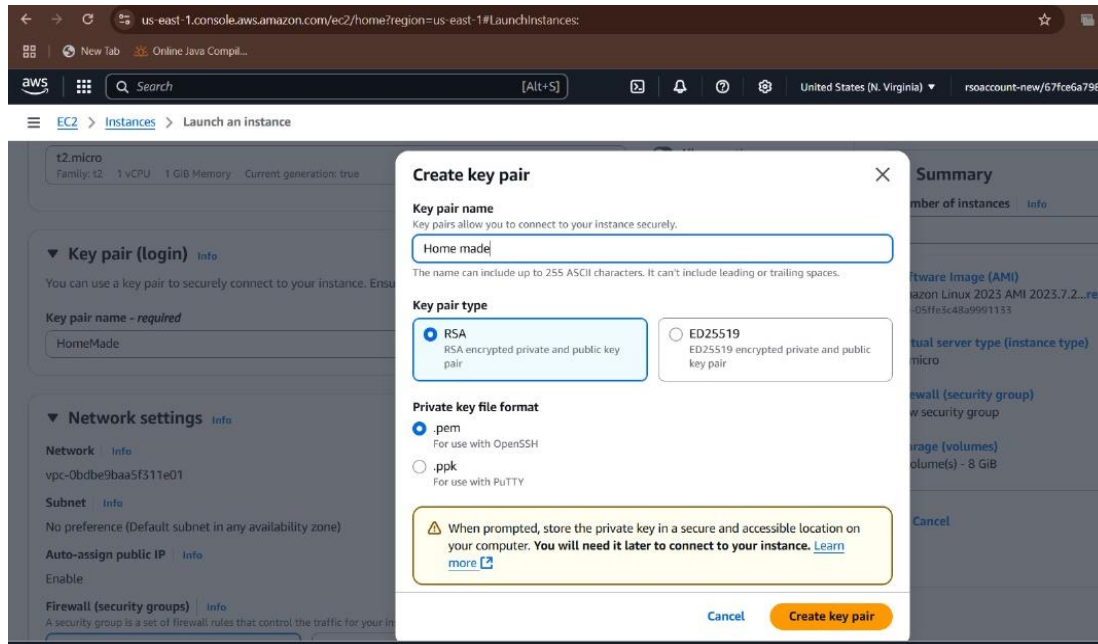 us-east-1.console.aws.amazon.com/ec2/home?region=us-east-1#LaunchInstances:
New Tab
Online Java Compil...
aws
Search
[Alt+S]
United States (N. Virginia)
rsoaccount-new/67fce6a798
EC2 > Instances > Launch an instance
t2.micro
Family: t2 1 vCPU 1 GiB Memory Current generation: true
Key pair (login) Info
You can use a key pair to securely connect to your instance. Ensu
Key pair name - required
HomeMade
Network settings Info
Network Info
vpc-0bdbe9baa5f311e01
Subnet Info
No preference (Default subnet in any availability zone)
Auto-assign public IP Info
Enable
Firewall (security groups) Info
A security group is a set of firewall rules that control the traffic for your in
Create key pair
Key pair name
Key pairs allow you to connect to your instance securely.
Home made
The name can include up to 255 ASCII characters. It can't include leading or trailing spaces.
Key pair type
RSA
RSA encrypted private and public key
pair
ED25519
ED25519 encrypted private and public
key pair
Private key file format
.pem
For use with OpenSSH
.ppk
For use with PuTTY
When prompted, store the private key in a secure and accessible location on
your computer. You will need it later to connect to your instance. Learn
more
Cancel
Create key pair
Summary
mber of instances Info
ftware Image (AMI)
azon Linux 2023 AMI 2023.7.2...re
-05ffe3c48a9991133
tual server type (instance type)
micro
ewall (security group)
w security group
rage (volumes)
olume(s) - 8 GiB
Cancel